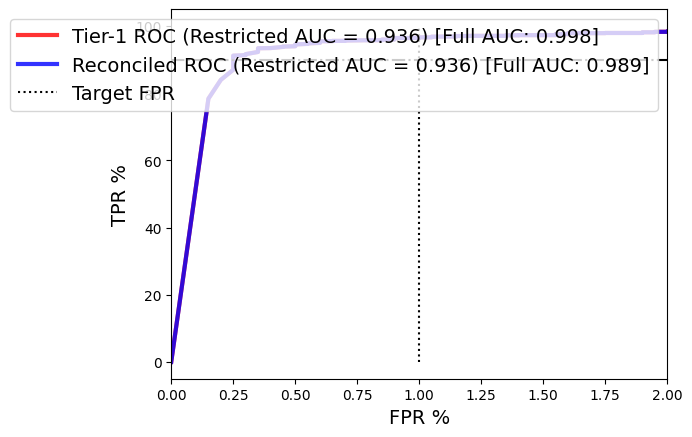 Tier-1 ROC (Restricted AUC = 0.936) [Full AUC: 0.998]
Reconciled ROC (Restricted AUC = 0.936) [Full AUC: 0.989]
Target FPR
100
80
60
40
20
0
TPR %
0.00 0.25 0.50 0.75 1.00 1.25 1.50 1.75 2.00
FPR %